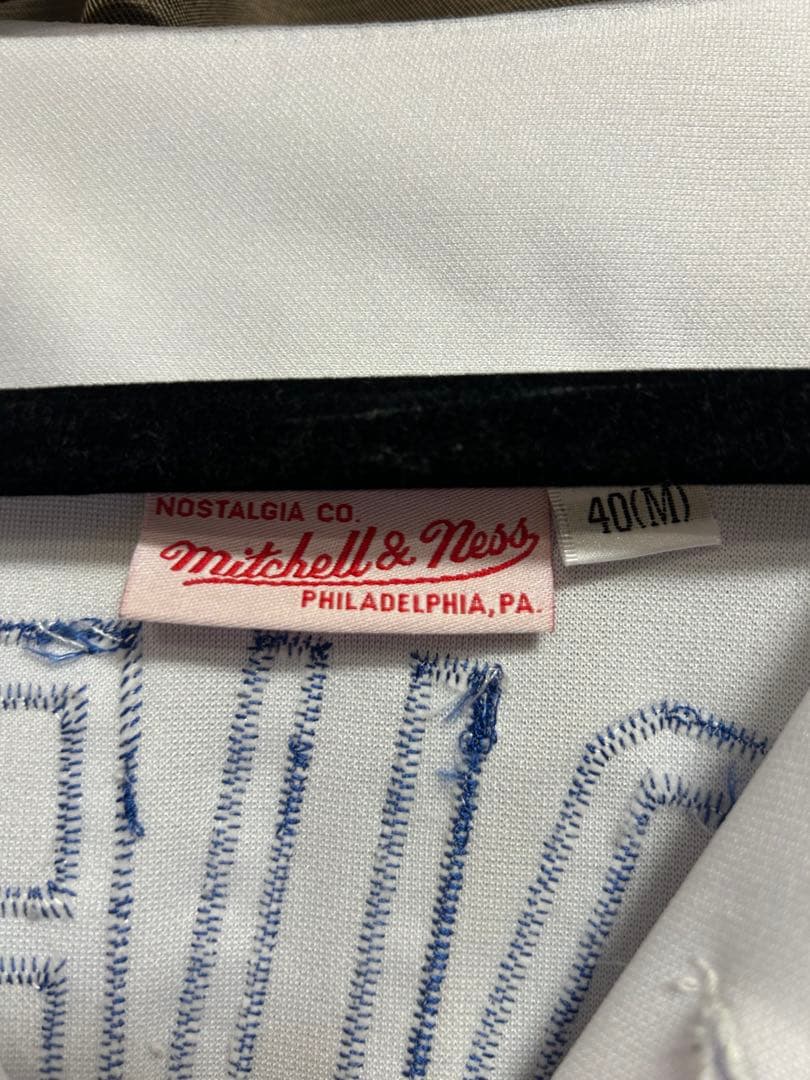 NOSTALGIA CO.
Mitchell & Ness
PHILADELPHIA, PA.
40(M)